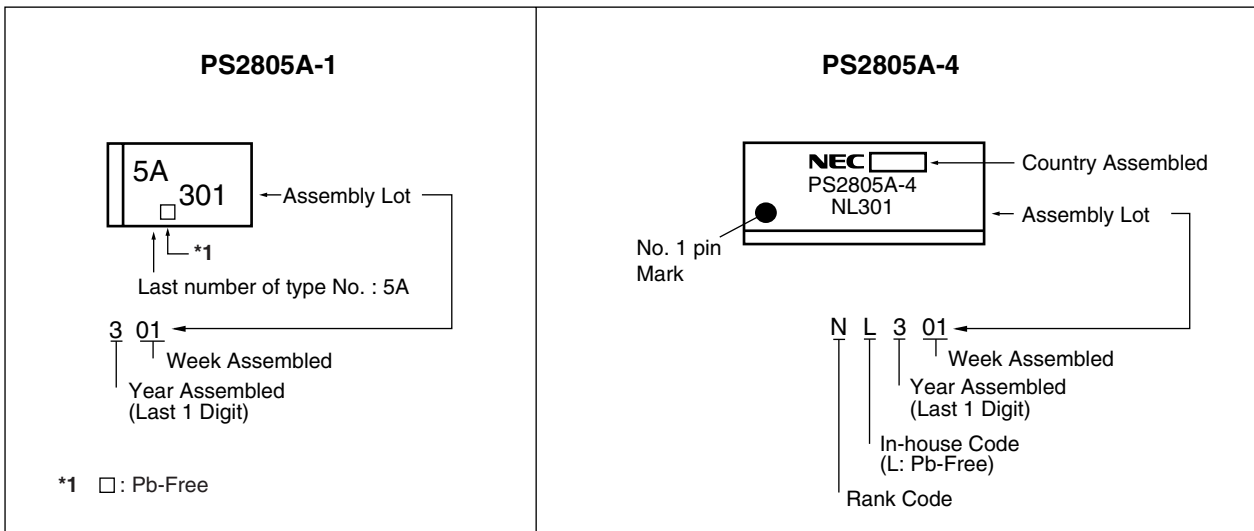 PS2805A-1
5A
301
Assembly Lot
*1
Last number of type No. : 5A
3 01
Week Assembled
Year Assembled
(Last 1 Digit)
*1 □ : Pb-Free
PS2805A-4
NEC
Country Assembled
PS2805A-4
NL301
Assembly Lot
No. 1 pin
Mark
N L 3 01
Week Assembled
Year Assembled
(Last 1 Digit)
In-house Code
(L: Pb-Free)
Rank Code